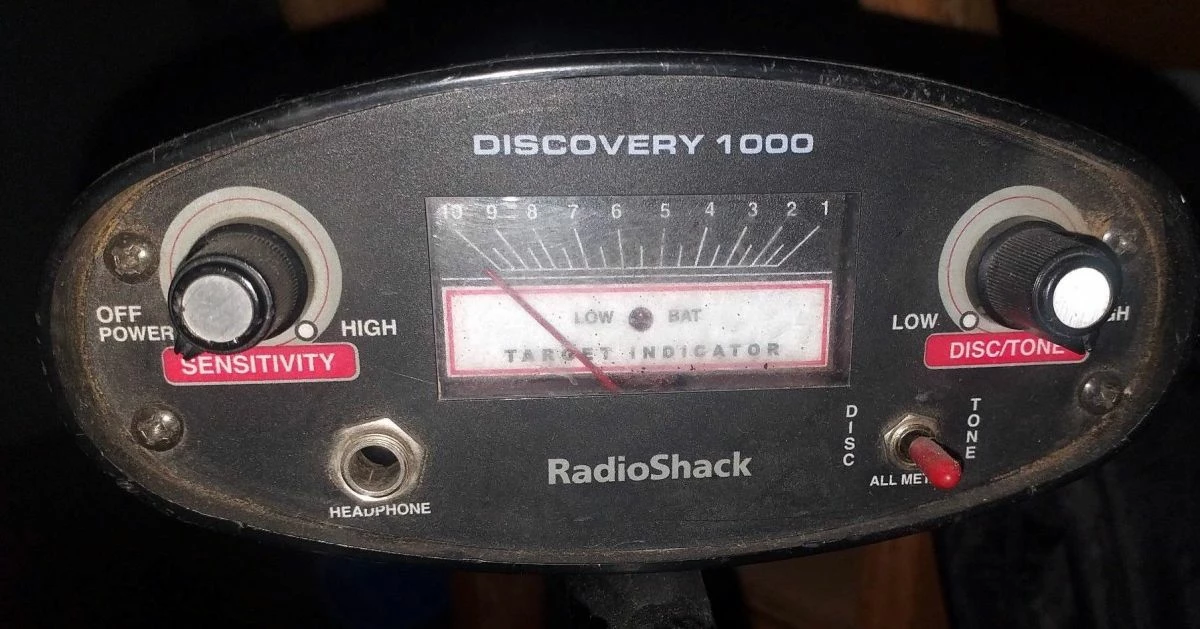 DISCOVERY 1000
10 9 8 7 6 5 4 3 2 1
LOW BAT
TARGET INDICATOR
OFF
POWER
HIGH
SENSITIVITY
LOW
DISC/TONE
HEADPHONE
RadioShack
DISC
TONE
ALL